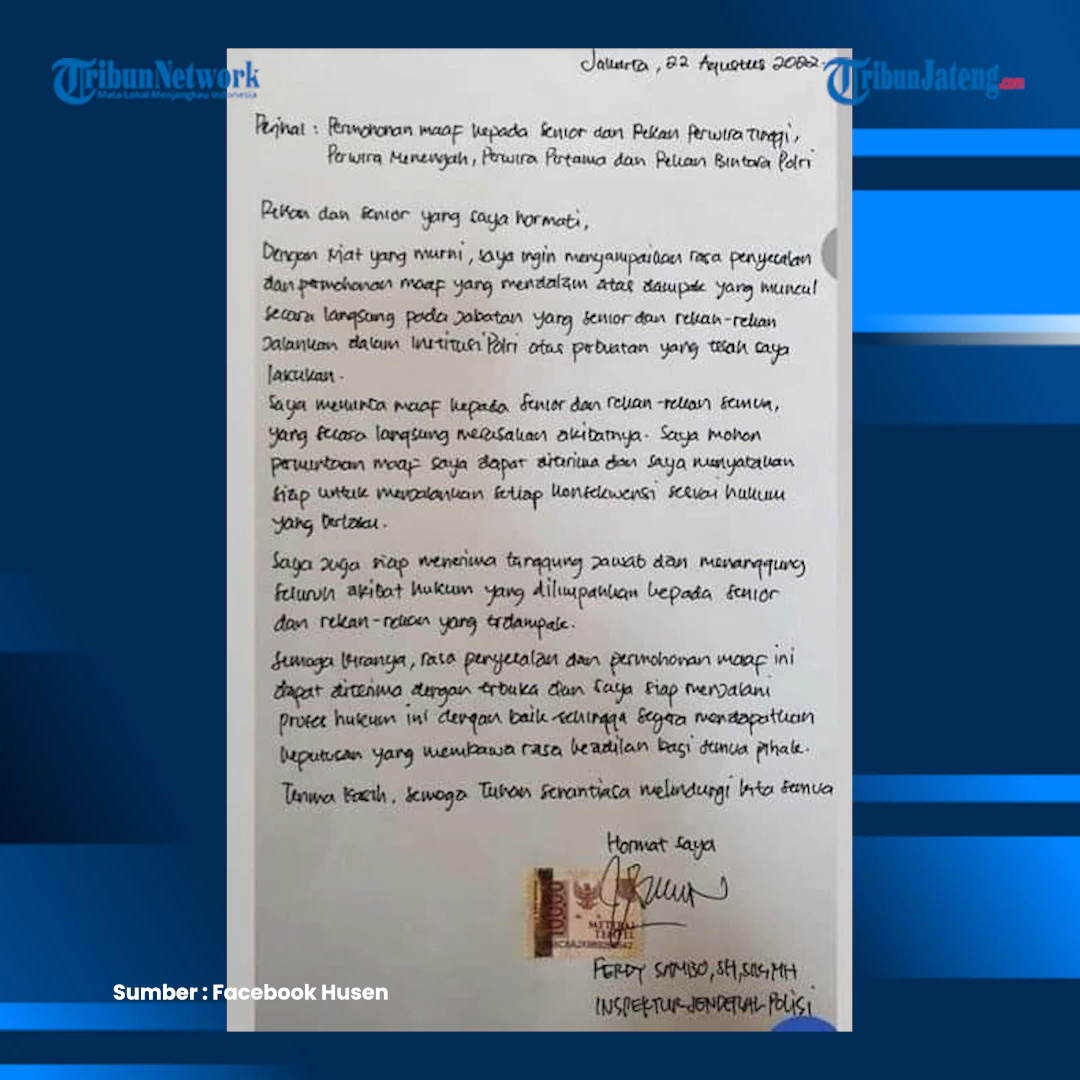 TribunNetwork
Mata Lokal Menjangkau Indonesia
TribunJateng.com
Jakarta, 22 Agustus 2022.
Perihal : Permohonan maaf kepada Senior dan Rekan Perwira Tinggi,
Perwira Menengah, Perwira Pertama dan Rekan Bintara Polri
Rekan dan Senior yang saya hormati,
Dengan niat yang murni, saya ingin menyampaikan rasa penyesalan
dan permohonan maaf yang mendalam atas dampak yang muncul
secara langsung pada jabatan yang senior dan rekan-rekan
jalankan dalam institusi Polri atas perbuatan yang telah saya
lakukan.
Saya meminta maaf kepada Senior dan rekan-rekan semua,
yang secara langsung merasakan akibatnya. Saya mohon
permintaan maaf saya dapat diterima dan saya menyatakan
siap untuk menjalankan setiap konsekwensi sesuai hukum
yang berlaku.
Saya juga siap menerima tanggung jawab dan menanggung
seluruh akibat hukum yang dilimpahkan kepada senior
dan rekan-rekan yang terdampak.
Semoga kiranya, rasa penyesalan dan permohonan maaf ini
dapat diterima dengan terbuka dan saya siap menjalani
proses hukum ini dengan baik sehingga segera mendapatkan
keputusan yang membawa rasa keadilan bagi semua pihak.
Terima kasih, semoga Tuhan senantiasa melindungi kita semua
Hormat saya
10000
METERAI
TEMPEL
FERDY SAMBO, SH, SIK, MH
INSPEKTUR JENDERAL POLISI
Sumber : Facebook Husen